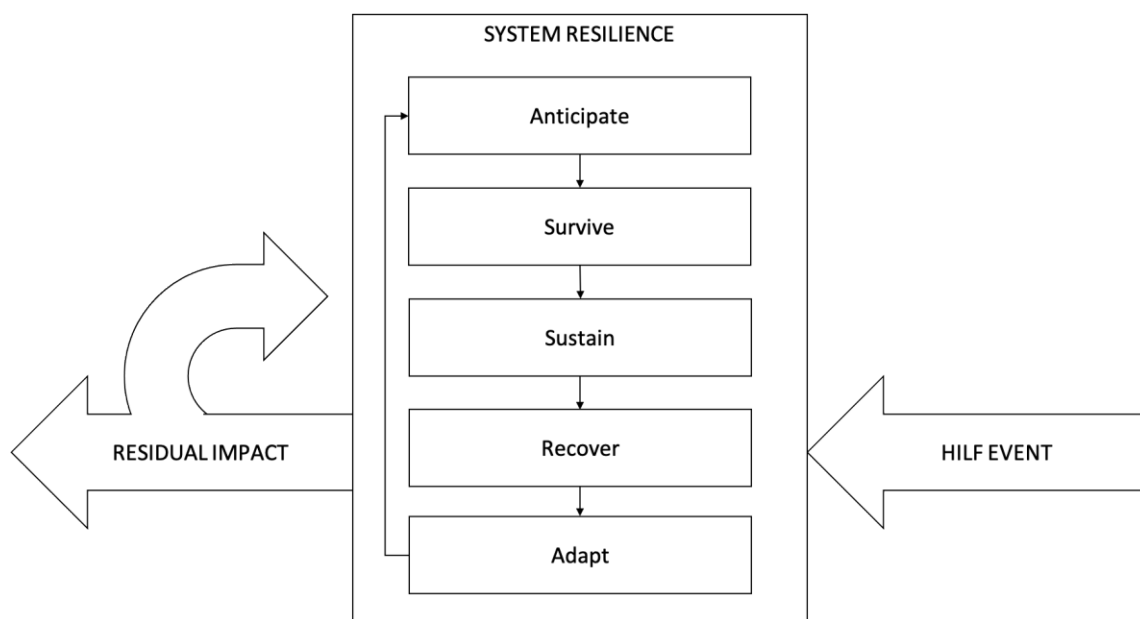 SYSTEM RESILIENCE
Anticipate
Survive
Sustain
Recover
Adapt
RESIDUAL IMPACT
HILF EVENT